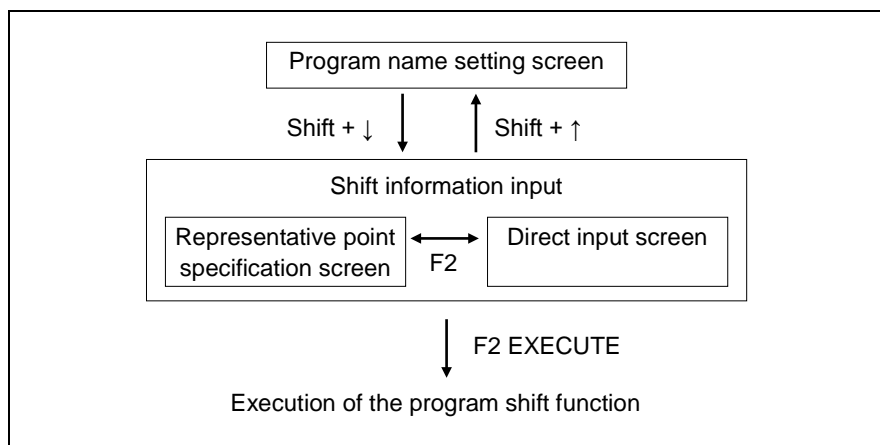 Program name setting screen
Shift + ↓
Shift + ↑
Shift information input
Representative point
specification screen
F2
Direct input screen
F2 EXECUTE
Execution of the program shift function